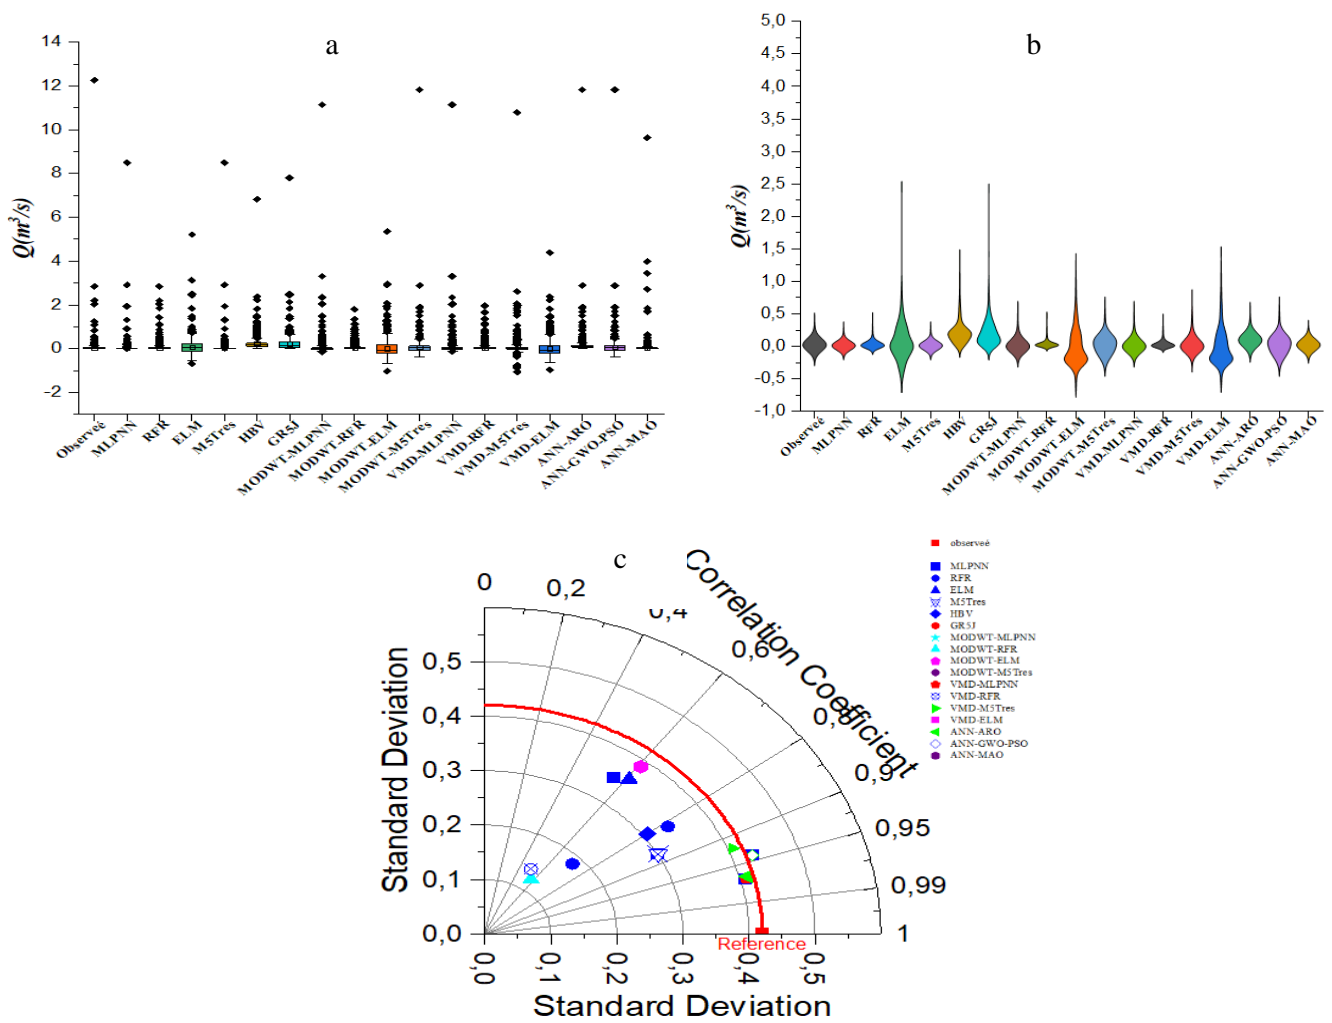 a
14
12
10
8
6
4
2
0
-2
Q(m³/s)
Observeé
MLPNN
RFR
ELM
M5Tres
HBV
GR5J
MODWT-MLPNN
MODWT-RFR
MODWT-ELM
MODWT-M5Tres
VMD-MLPNN
VMD-RFR
VMD-M5Tres
VMD-ELM
ANN-ARO
ANN-GWO-PSO
ANN-MAO
b
5,0
4,5
4,0
3,5
3,0
2,5
2,0
1,5
1,0
0,5
0,0
-0,5
-1,0
Q(m³/s)
Observeé
MLPNN
RFR
ELM
M5Tres
HBV
GR5J
MODWT-MLPNN
MODWT-RFR
MODWT-ELM
MODWT-M5Tres
VMD-MLPNN
VMD-RFR
VMD-M5Tres
VMD-ELM
ANN-ARO
ANN-GWO-PSO
ANN-MAO
c
Correlation Coefficient
0
0,2
0,4
0,6
0,8
0,9
0,95
0,99
1
Standard Deviation
0,5
0,4
0,3
0,2
0,1
0,0
0,0
0,1
0,2
0,3
0,4
0,5
Reference
Standard Deviation
observeé
MLPNN
RFR
ELM
M5Tres
HBV
GR5J
MODWT-MLPNN
MODWT-RFR
MODWT-ELM
MODWT-M5Tres
VMD-MLPNN
VMD-RFR
VMD-M5Tres
VMD-ELM
ANN-ARO
ANN-GWO-PSO
ANN-MAO